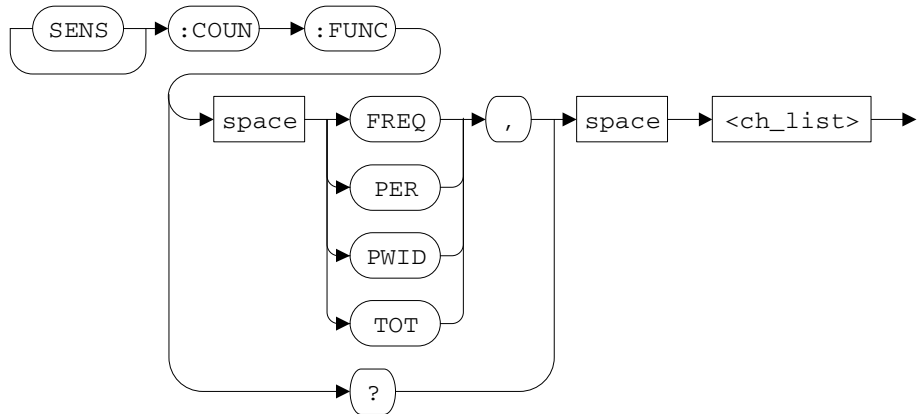 SENS :COUN :FUNC
space FREQ , space <ch_list>
PER
PWID
TOT
?